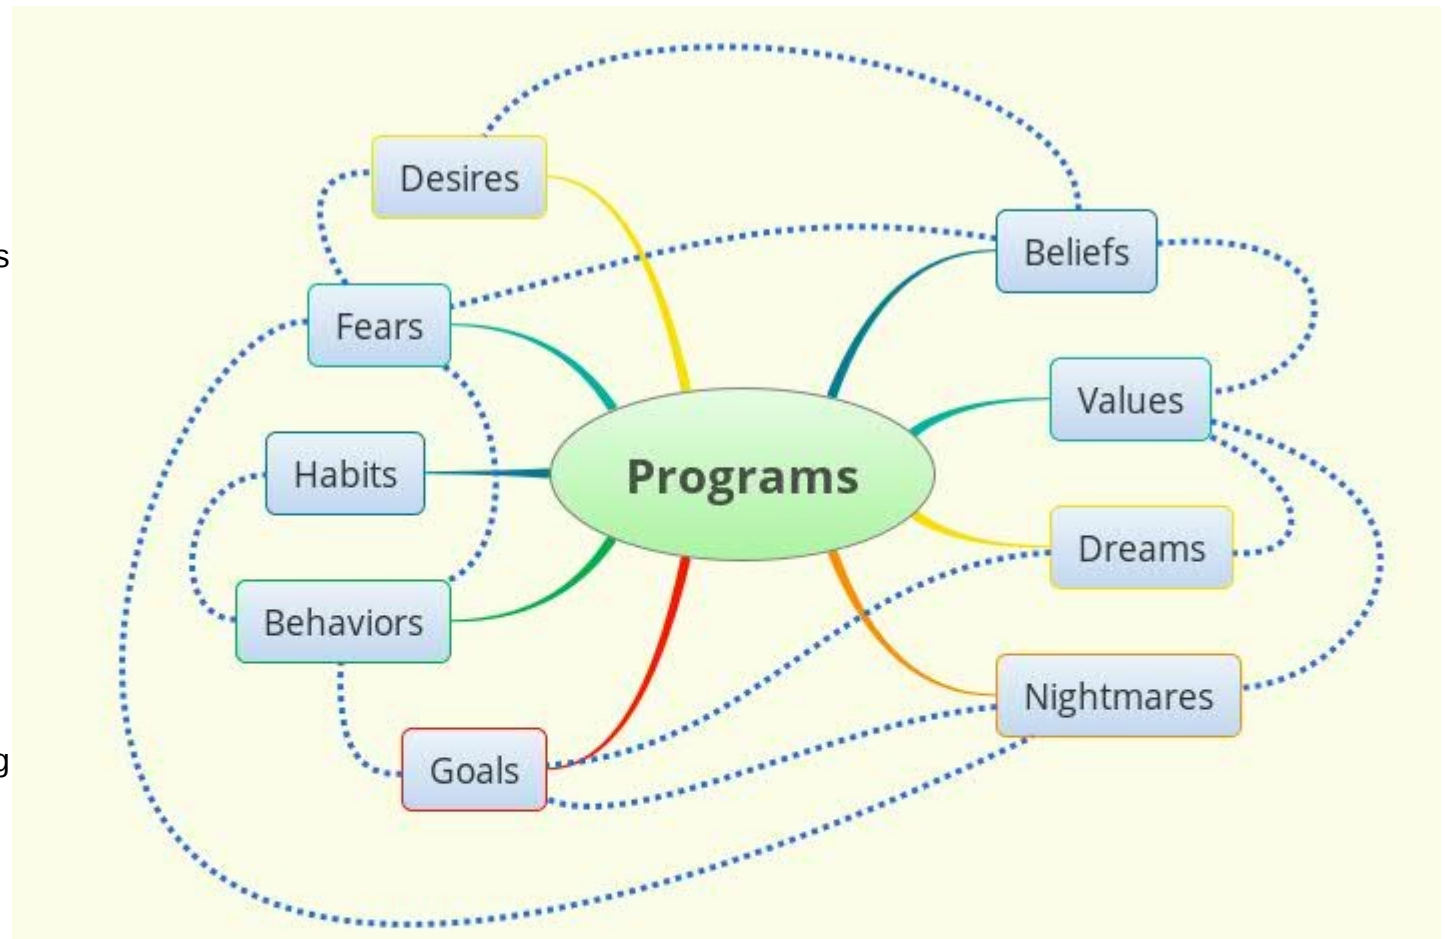 Desires
Beliefs
s
Fears
Values
Habits
Programs
Dreams
Behaviors
Nightmares
g
Goals